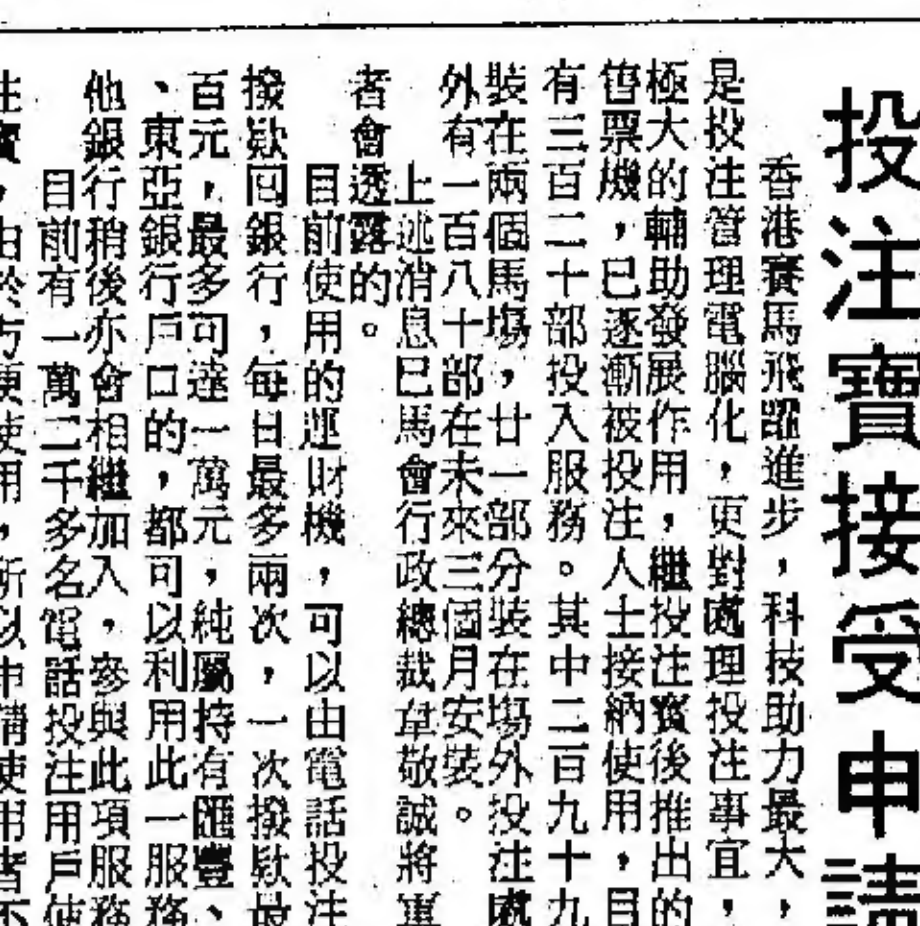 投注寶接受申請
香港賽馬飛躍進步，科技助力最大，
是投注管理電腦化，更對處理投注事宜，
極大的輔助發展作用，繼投注寶後推出的
售票機，已逐漸被投注人士接納使用，目
有三百二十部投入服務。其中二百九十九
裝在兩個馬場，廿一部分裝在場外投注處
外有一百八十部在未來三個月安裝。
上述消息巳馬會行政總裁韋敬誠將軍
者會透露的。
目前使用的運財機，可以由電話投注
撥欵囘銀行，每日最多兩次，一次撥欵最
百元，最多可達一萬元，純屬持有匯豐、
、東亞銀行戶口的，都可以利用此一服務
他銀行稍後亦會相繼加入，參與此項服務
目前有一萬二千多名電話投注用戶使
注寶，由於方便使用，所以申請使用者不